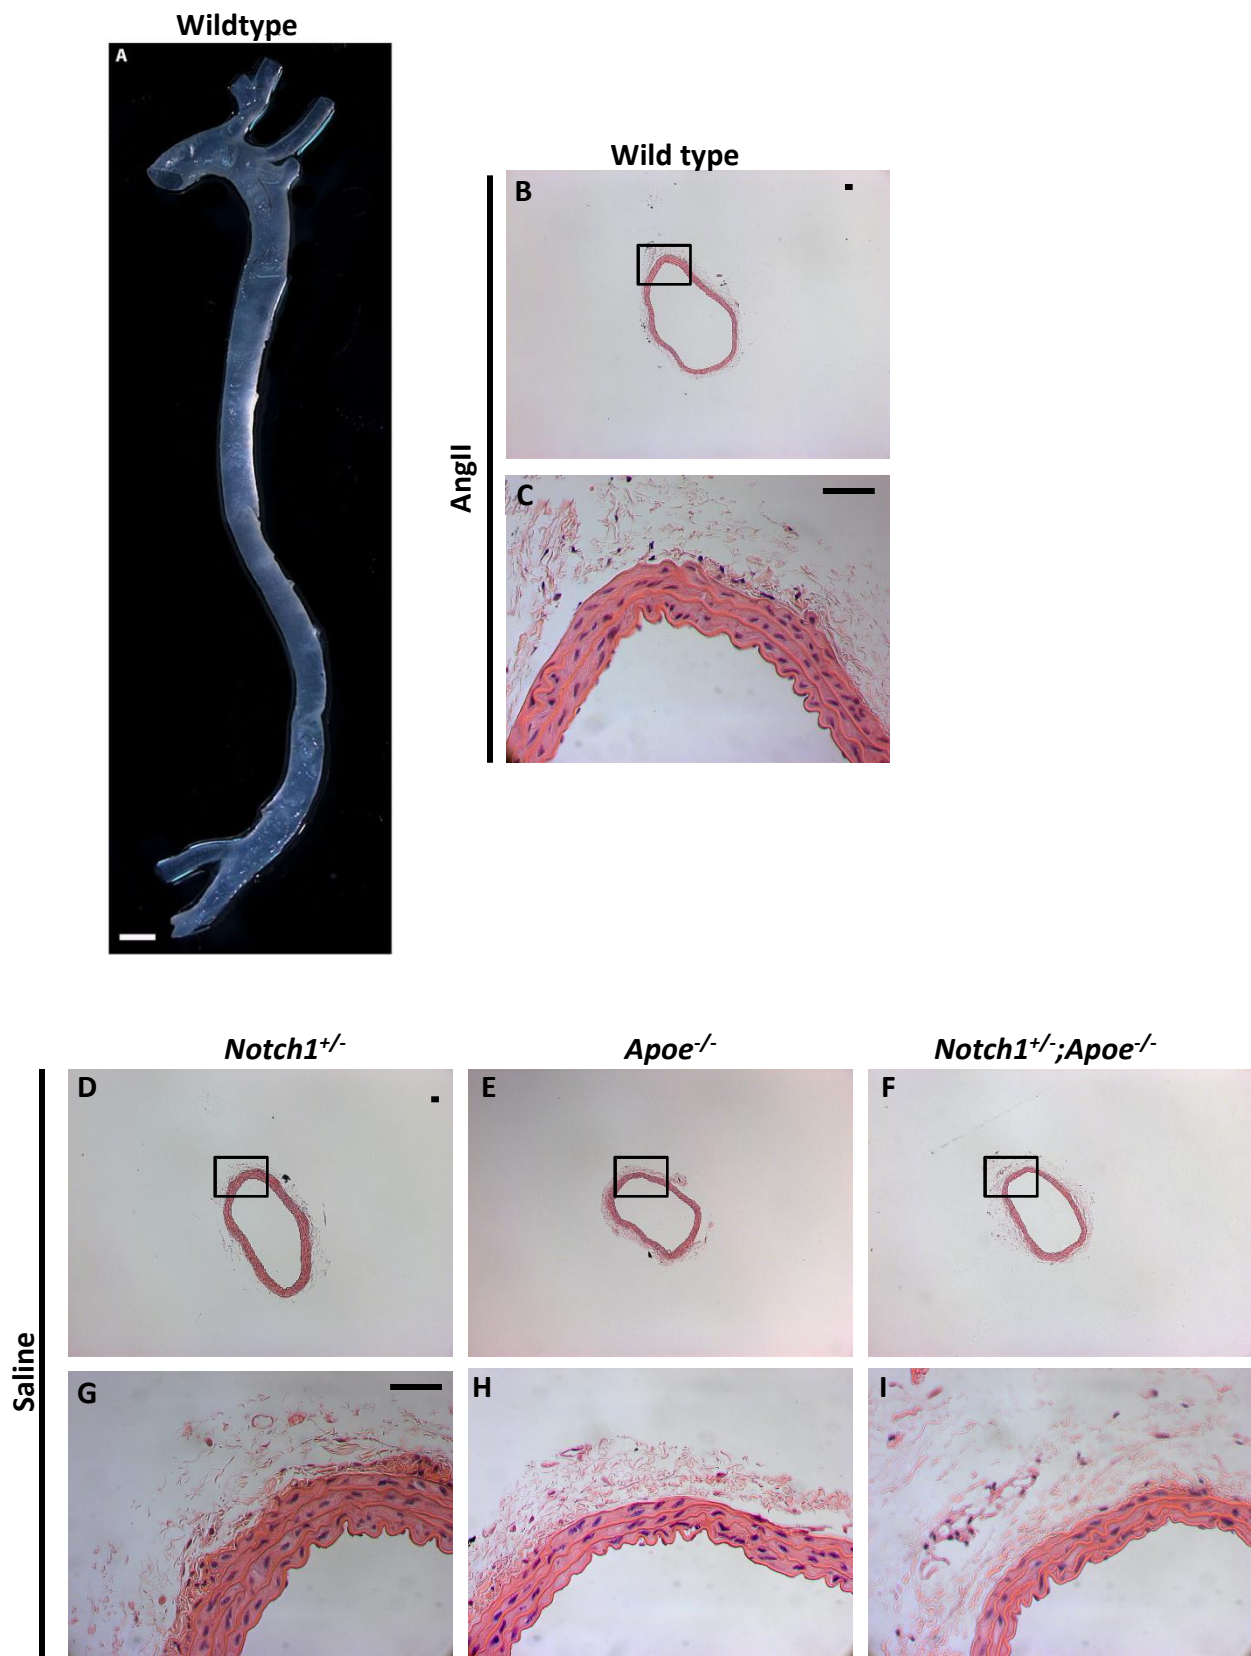 Wildtype
A
Wild type
B
AngII
C
Notch1+/-
Apoe-/-
Notch1+/-;Apoe-/-
D
E
F
Saline
G
H
I